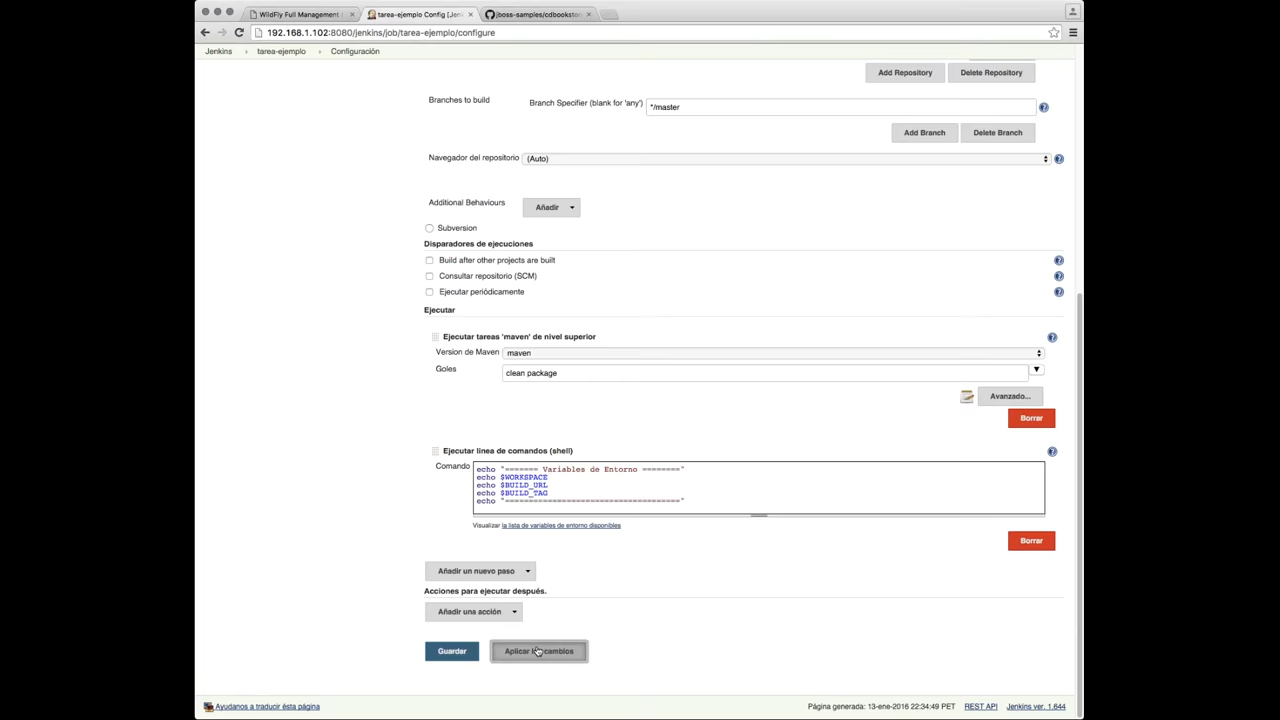 WildFly Full Management
tarea-ejemplo Config [Jenk
jboss-samples/cdbookstor
192.168.1.102:8080/jenkins/job/tarea-ejemplo/configure
Jenkins tarea-ejemplo Configuración
Add Repository Delete Repository
Branches to build Branch Specifier (blank for 'any') */master
Add Branch Delete Branch
Navegador del repositorio (Auto)
Additional Behaviours Añadir
Subversion
Disparadores de ejecuciones
Build after other projects are built
Consultar repositorio (SCM)
Ejecutar periódicamente
Ejecutar
Ejecutar tareas 'maven' de nivel superior
Version de Maven maven
Goles clean package
Avanzado...
Borrar
Ejecutar linea de comandos (shell)
Comando echo "======= Variables de Entorno ========"
echo $WORKSPACE
echo $BUILD_URL
echo $BUILD_TAG
echo "===================================="
Visualizar la lista de variables de entorno disponibles
Borrar
Añadir un nuevo paso
Acciones para ejecutar después.
Añadir una acción
Guardar Aplicar los cambios
Ayudanos a traducir ésta página Página generada: 13-ene-2016 22:34:49 PET REST API Jenkins ver. 1.644